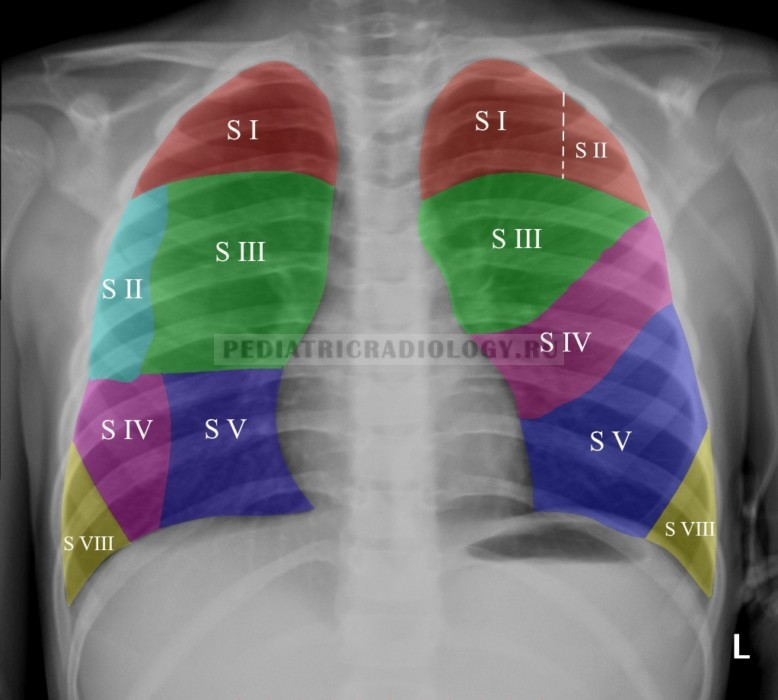 S I
S I
S II
S III
S III
S II
PEDIATRICRADIOLOGY.RU
S IV
S IV
S V
S V
S VIII
S VIII
L